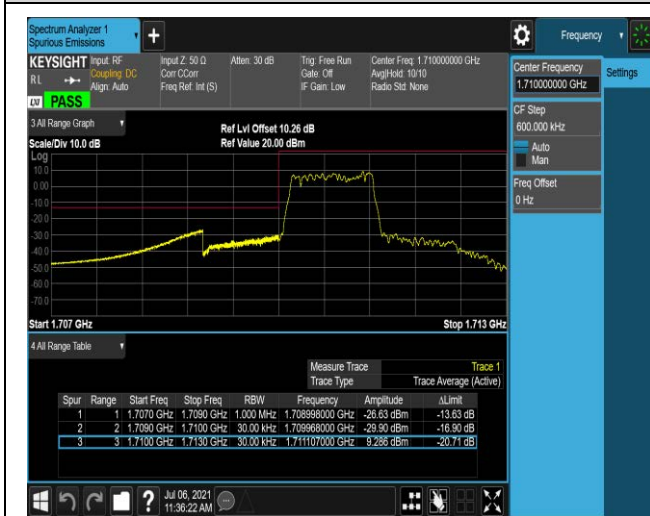 Spectrum Analyzer 1
Spurious Emissions
Frequency
KEYSIGHT
Input: RF
Coupling: DC
Align: Auto
Input Z: 50 Ω
Corr CCorr
Freq Ref: Int (S)
Atten: 30 dB
Trig: Free Run
Gate: Off
IF Gain: Low
Center Freq: 1.710000000 GHz
Avg|Hold: 10/10
Radio Std: None
RL
LXI
PASS
Center Frequency
1.710000000 GHz
Settings
CF Step
600.000 kHz
Auto
Man
Freq Offset
0 Hz
3 All Range Graph
Scale/Div 10.0 dB
Ref Lvl Offset 10.26 dB
Ref Value 20.00 dBm
Log
10.0
0.00
-10.0
-20.0
-30.0
-40.0
-50.0
-60.0
-70.0
Start 1.707 GHz
Stop 1.713 GHz
4 All Range Table
Measure Trace Trace 1
Trace Type Trace Average (Active)
Spur Range Start Freq Stop Freq RBW Frequency Amplitude ΔLimit
1 1 1.7070 GHz 1.7090 GHz 1.000 MHz 1.708998000 GHz -26.63 dBm -13.63 dB
2 2 1.7090 GHz 1.7100 GHz 30.00 kHz 1.709968000 GHz -29.90 dBm -16.90 dB
3 3 1.7100 GHz 1.7130 GHz 30.00 kHz 1.711107000 GHz 9.286 dBm -20.71 dB
?
Jul 06, 2021
11:36:22 AM